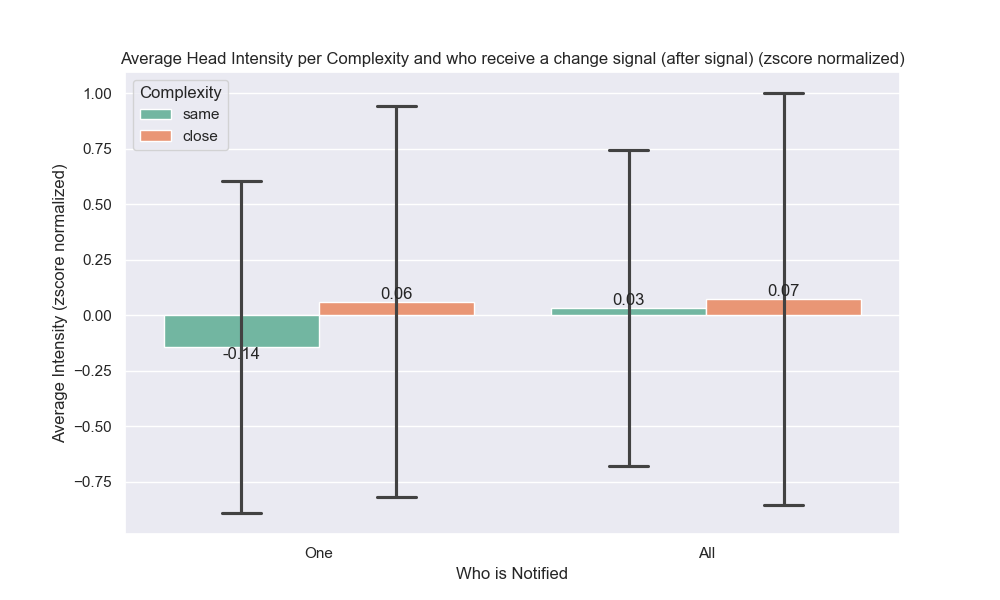 Average Head Intensity per Complexity and who receive a change signal (after signal) (zscore normalized)
Complexity
same
close
Average Intensity (zscore normalized)
1.00
0.75
0.50
0.25
0.00
−0.25
−0.50
−0.75
-0.14
0.06
0.03
0.07
One
All
Who is Notified